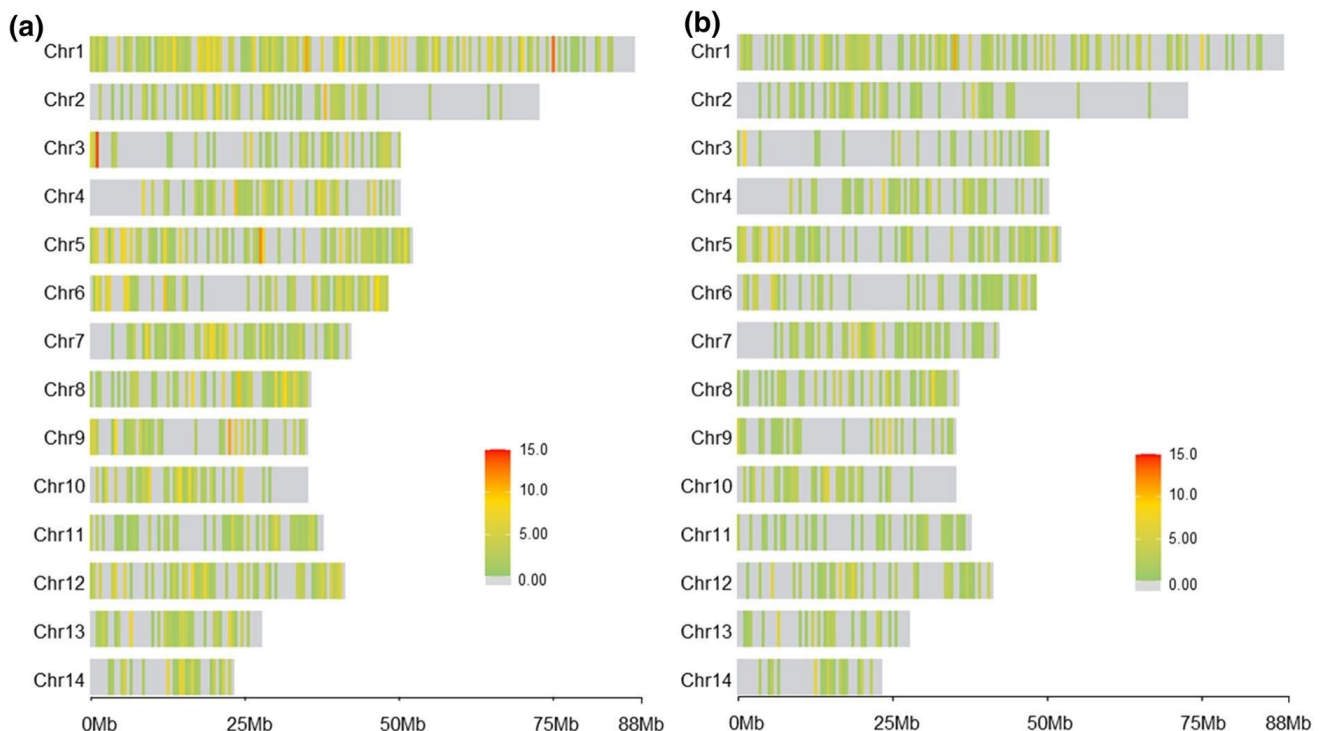 (a)
Chr1
Chr2
Chr3
Chr4
Chr5
Chr6
Chr7
Chr8
Chr9
Chr10
Chr11
Chr12
Chr13
Chr14
15.0
10.0
5.00
0.00
0Mb 25Mb 50Mb 75Mb 88Mb
(b)
Chr1
Chr2
Chr3
Chr4
Chr5
Chr6
Chr7
Chr8
Chr9
Chr10
Chr11
Chr12
Chr13
Chr14
15.0
10.0
5.00
0.00
0Mb 25Mb 50Mb 75Mb 88Mb